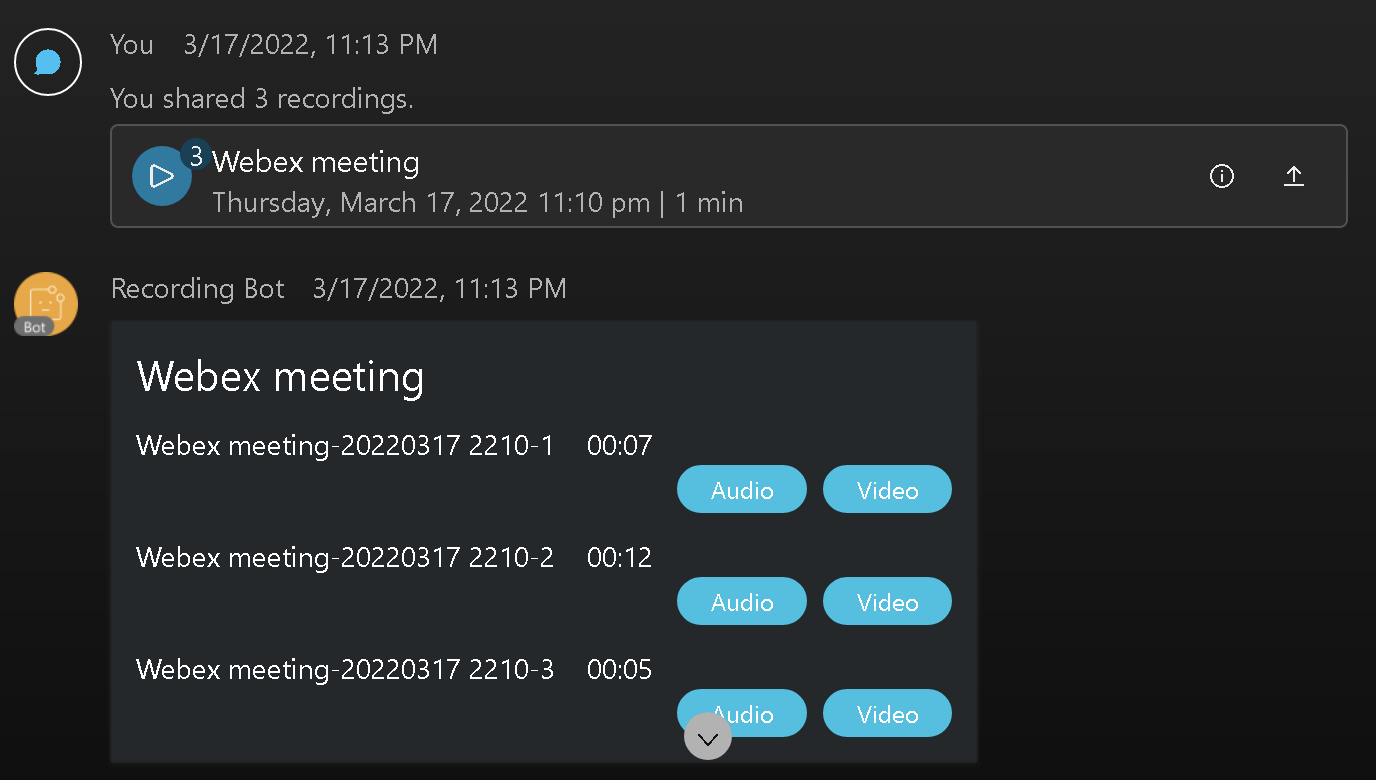 You 3/17/2022, 11:13 PM
You shared 3 recordings.
3
Webex meeting
Thursday, March 17, 2022 11:10 pm | 1 min
Recording Bot 3/17/2022, 11:13 PM
Bot
Webex meeting
Webex meeting-20220317 2210-1 00:07
Audio Video
Webex meeting-20220317 2210-2 00:12
Audio Video
Webex meeting-20220317 2210-3 00:05
Audio Video